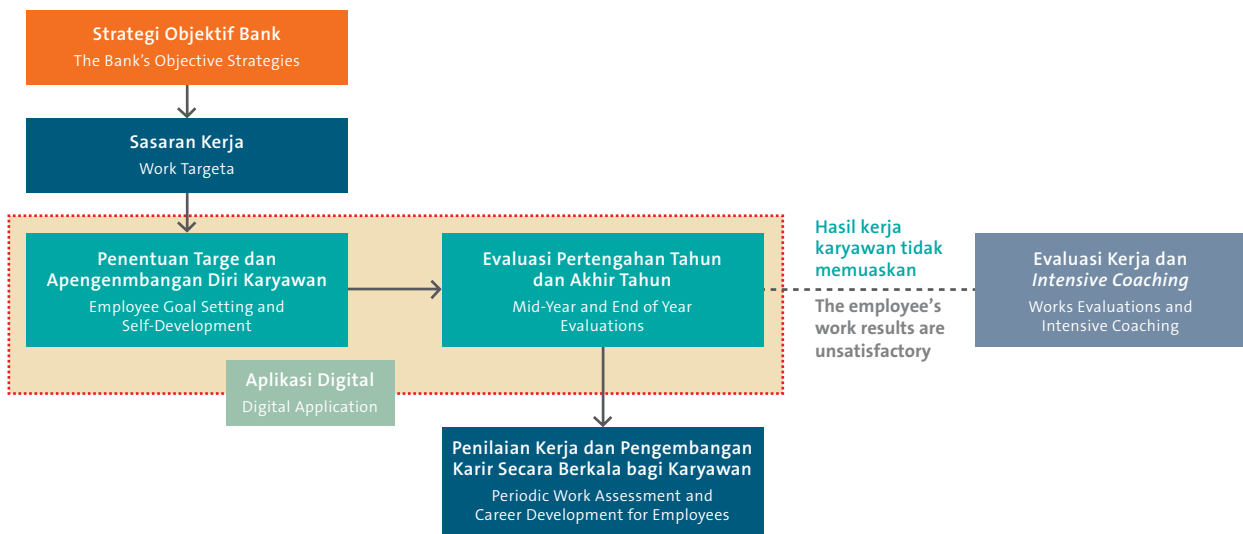 Strategi Objektif Bank
The Bank's Objective Strategies
Sasaran Kerja
Work Targeta
Penentuan Targe dan
Apengenmbangan Diri Karyawan
Employee Goal Setting and
Self-Development
Evaluasi Pertengahan Tahun
dan Akhir Tahun
Mid-Year and End of Year
Evaluations
Hasil kerja
karyawan tidak
memuaskan
The employee's
work results are
unsatisfactory
Evaluasi Kerja dan
Intensive Coaching
Works Evaluations and
Intensive Coaching
Aplikasi Digital
Digital Application
Penilaian Kerja dan Pengembangan
Karir Secara Berkala bagi Karyawan
Periodic Work Assessment and
Career Development for Employees